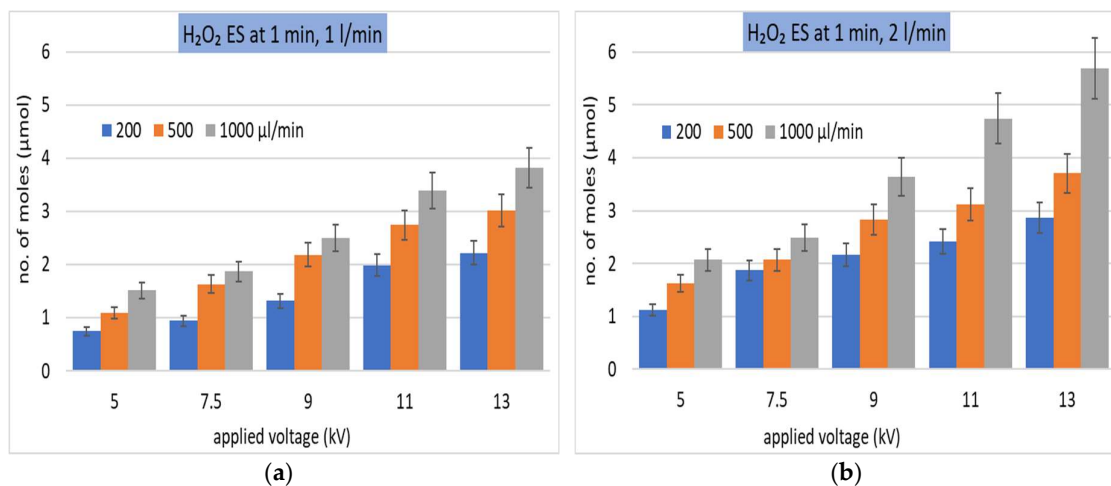 H₂O₂ ES at 1 min, 1 l/min
no. of moles (µmol)
6
5
4
3
2
1
0
200 500 1000 µl/min
5 7.5 9 11 13
applied voltage (kV)
(a)
H₂O₂ ES at 1 min, 2 l/min
no. of moles (µmol)
6
5
4
3
2
1
0
200 500 1000 µl/min
5 7.5 9 11 13
applied voltage (kV)
(b)